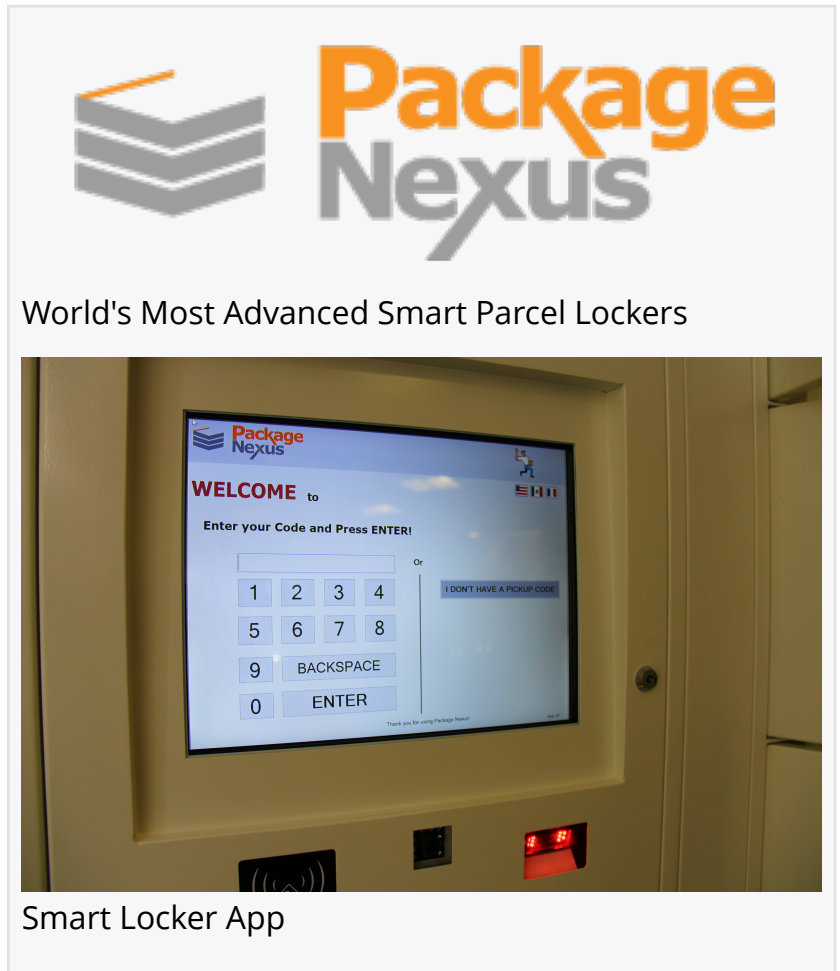 Package
Nexus
World's Most Advanced Smart Parcel Lockers
Package
Nexus
WELCOME to
Enter your Code and Press ENTER!
Or
1 2 3 4
I DON'T HAVE A PICKUP CODE
5 6 7 8
9 BACKSPACE
0 ENTER
Thank you for using Package Nexus!
Smart Locker App